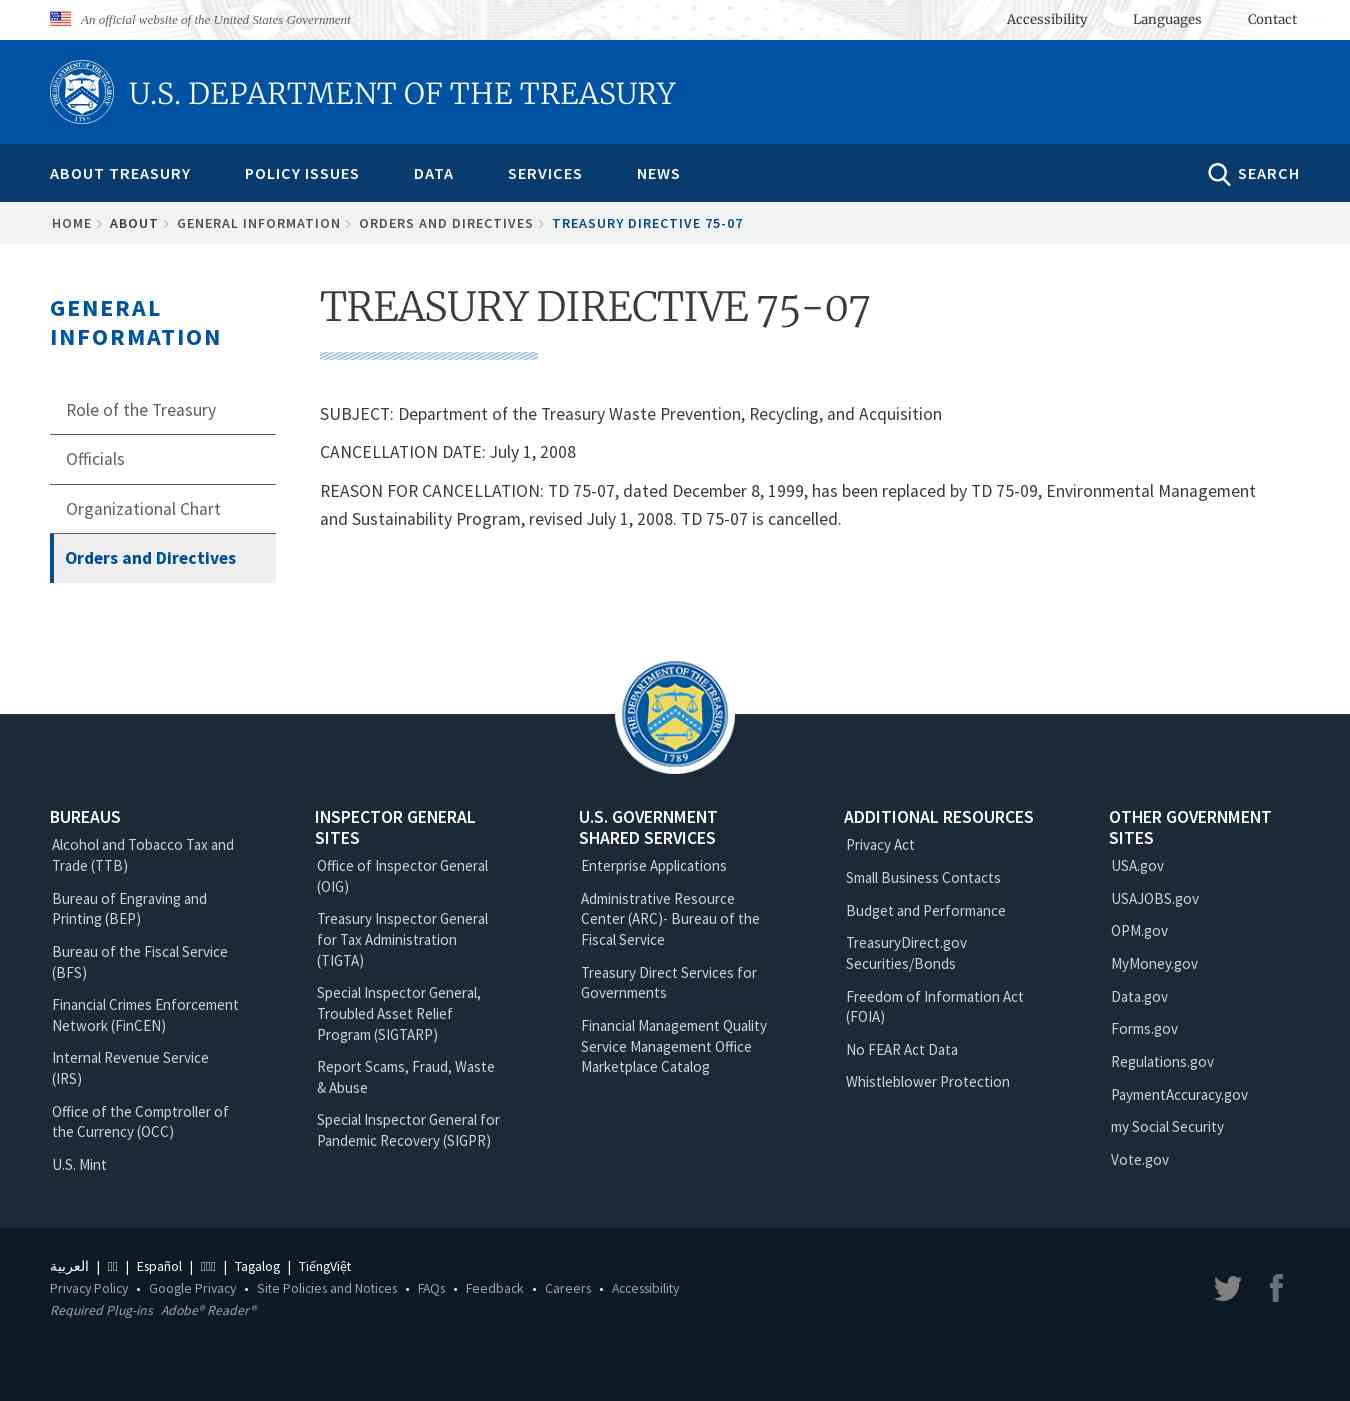 An official website of the United States Government
Accessibility Languages Contact
U.S. DEPARTMENT OF THE TREASURY
ABOUT TREASURY POLICY ISSUES DATA SERVICES NEWS SEARCH
HOME ABOUT GENERAL INFORMATION ORDERS AND DIRECTIVES TREASURY DIRECTIVE 75-07
GENERAL
INFORMATION
Role of the Treasury
Officials
Organizational Chart
Orders and Directives
TREASURY DIRECTIVE 75-07
SUBJECT: Department of the Treasury Waste Prevention, Recycling, and Acquisition
CANCELLATION DATE: July 1, 2008
REASON FOR CANCELLATION: TD 75-07, dated December 8, 1999, has been replaced by TD 75-09, Environmental Management
and Sustainability Program, revised July 1, 2008. TD 75-07 is cancelled.
THE DEPARTMENT OF THE TREASURY
1789
BUREAUS
Alcohol and Tobacco Tax and
Trade (TTB)
Bureau of Engraving and
Printing (BEP)
Bureau of the Fiscal Service
(BFS)
Financial Crimes Enforcement
Network (FinCEN)
Internal Revenue Service
(IRS)
Office of the Comptroller of
the Currency (OCC)
U.S. Mint
INSPECTOR GENERAL
SITES
Office of Inspector General
(OIG)
Treasury Inspector General
for Tax Administration
(TIGTA)
Special Inspector General,
Troubled Asset Relief
Program (SIGTARP)
Report Scams, Fraud, Waste
& Abuse
Special Inspector General for
Pandemic Recovery (SIGPR)
U.S. GOVERNMENT
SHARED SERVICES
Enterprise Applications
Administrative Resource
Center (ARC)- Bureau of the
Fiscal Service
Treasury Direct Services for
Governments
Financial Management Quality
Service Management Office
Marketplace Catalog
ADDITIONAL RESOURCES
Privacy Act
Small Business Contacts
Budget and Performance
TreasuryDirect.gov
Securities/Bonds
Freedom of Information Act
(FOIA)
No FEAR Act Data
Whistleblower Protection
OTHER GOVERNMENT
SITES
USA.gov
USAJOBS.gov
OPM.gov
MyMoney.gov
Data.gov
Forms.gov
Regulations.gov
PaymentAccuracy.gov
my Social Security
Vote.gov
العربية | | Español | | Tagalog | TiếngViệt
Privacy Policy • Google Privacy • Site Policies and Notices • FAQs • Feedback • Careers • Accessibility
Required Plug-ins Adobe® Reader®